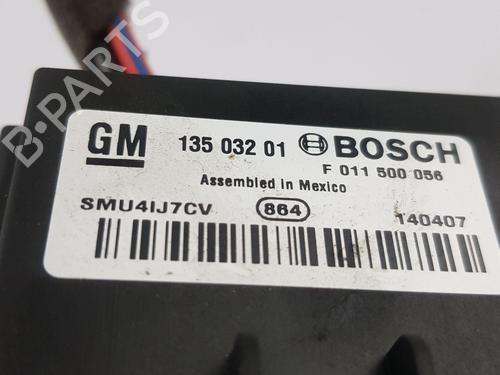 GM 135 032 01 BOSCH
F 011 500 056
Assembled in Mexico
SMU4IJ7CV 864 140407
B-PARTS